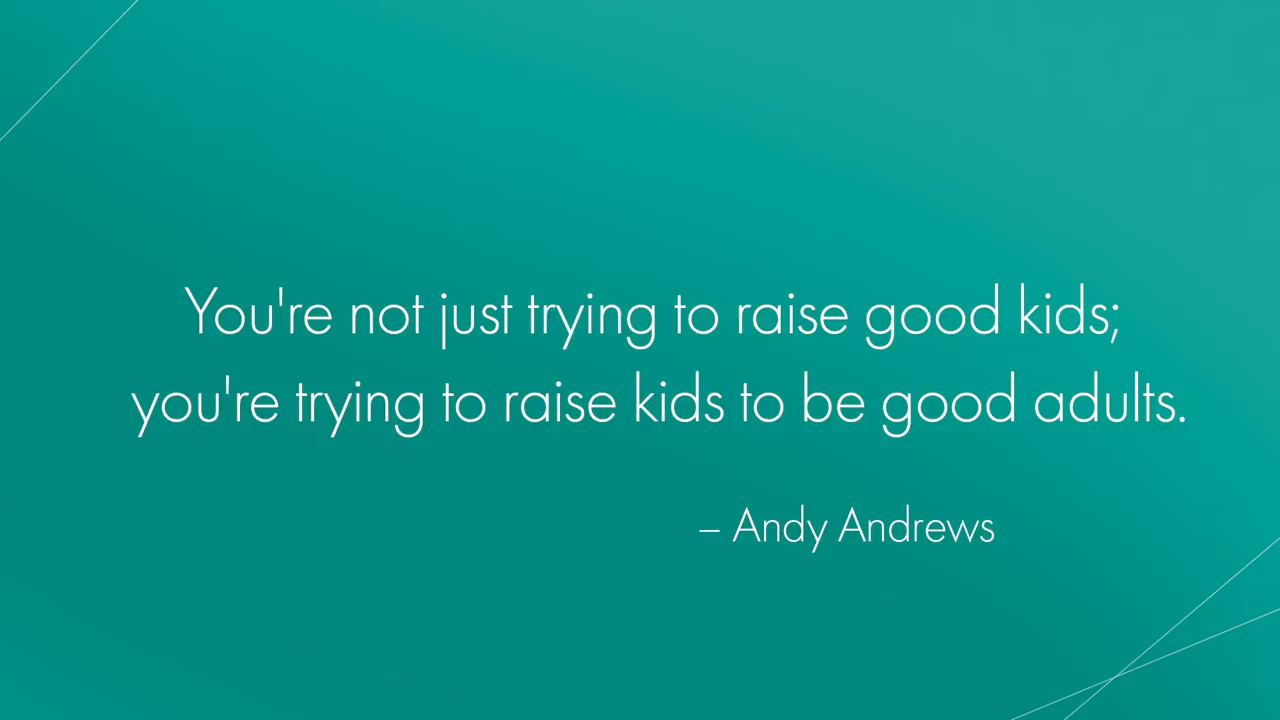 You're not just trying to raise good kids;
you're trying to raise kids to be good adults.
– Andy Andrews